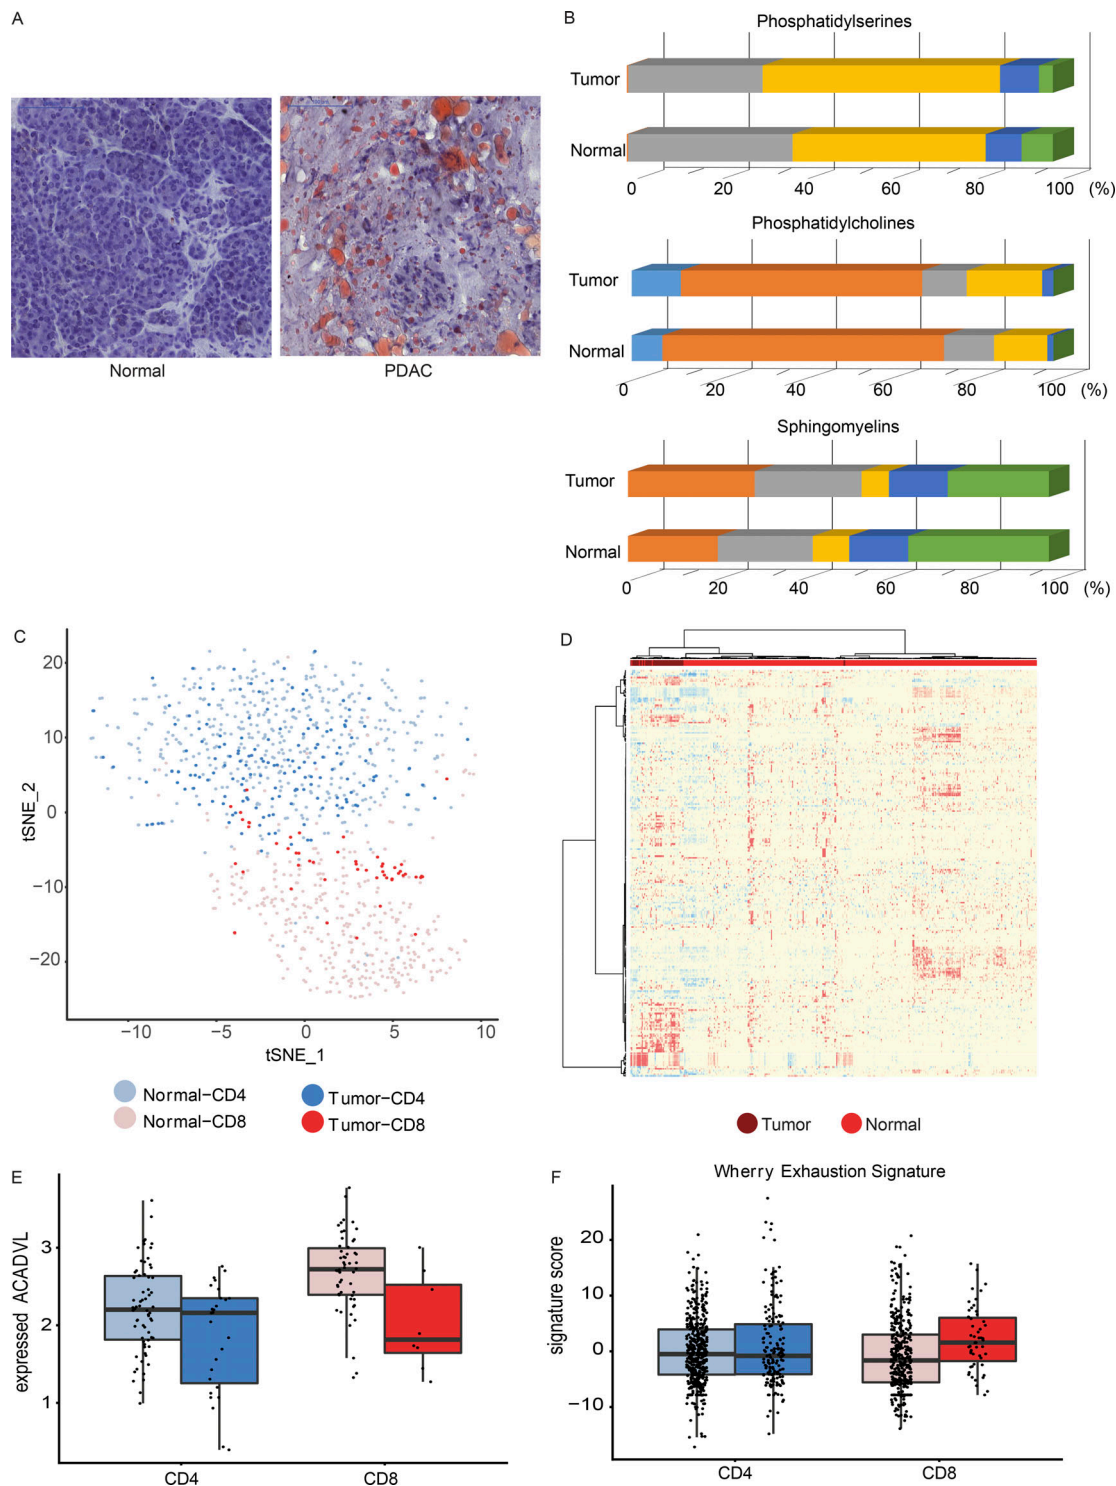 A
Normal
PDAC
B
Phosphatidylserines
Tumor
Normal
0 20 40 60 80 100 (%)
Phosphatidylcholines
Tumor
Normal
0 20 40 60 80 100 (%)
Sphingomyelins
Tumor
Normal
0 20 40 60 80 100 (%)
C
20
10
0
−10
−20
tSNE_2
−10 −5 0 5 10
tSNE_1
Normal−CD4
Tumor−CD4
Normal−CD8
Tumor−CD8
D
Tumor
Normal
E
expressed ACADVL
3
2
1
CD4
CD8
F
Wherry Exhaustion Signature
signature score
20
10
0
−10
CD4
CD8